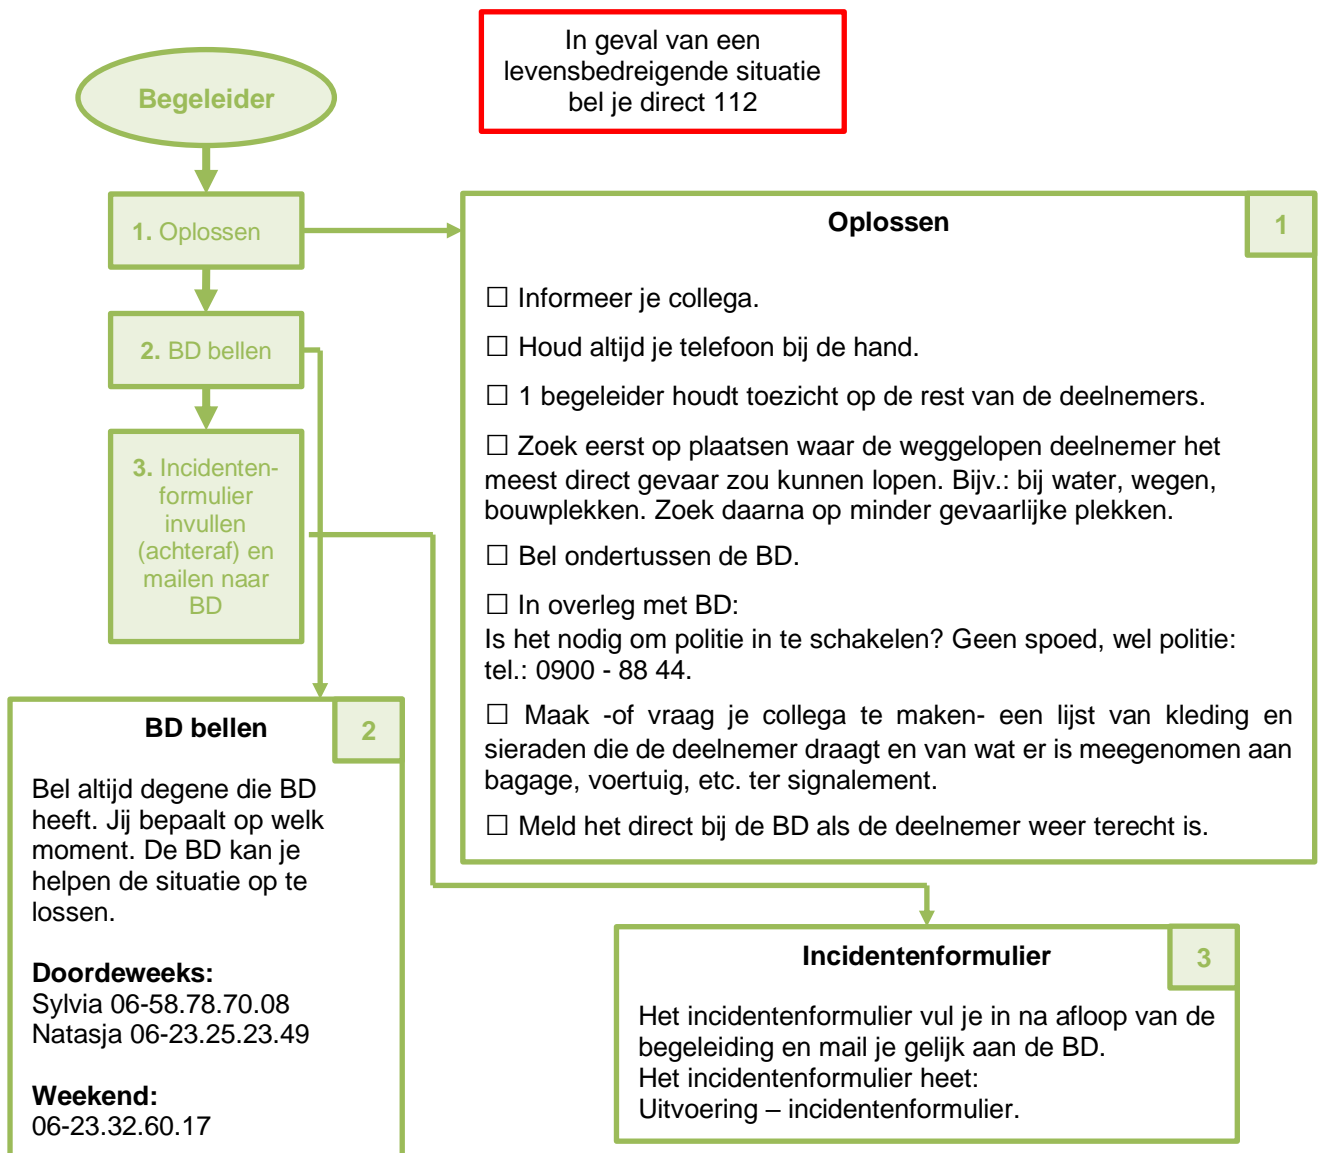 In geval van een
levensbedreigende situatie
bel je direct 112
Begeleider
1. Oplossen
2. BD bellen
3. Incidenten-
formulier
invullen
(achteraf) en
mailen naar
BD
Oplossen
1
☐ Informeer je collega.
☐ Houd altijd je telefoon bij de hand.
☐ 1 begeleider houdt toezicht op de rest van de deelnemers.
☐ Zoek eerst op plaatsen waar de weggelopen deelnemer het
meest direct gevaar zou kunnen lopen. Bijv.: bij water, wegen,
bouwplekken. Zoek daarna op minder gevaarlijke plekken.
☐ Bel ondertussen de BD.
☐ In overleg met BD:
Is het nodig om politie in te schakelen? Geen spoed, wel politie:
tel.: 0900 - 88 44.
☐ Maak -of vraag je collega te maken- een lijst van kleding en
sieraden die de deelnemer draagt en van wat er is meegenomen aan
bagage, voertuig, etc. ter signalement.
☐ Meld het direct bij de BD als de deelnemer weer terecht is.
BD bellen
2
Bel altijd degene die BD
heeft. Jij bepaalt op welk
moment. De BD kan je
helpen de situatie op te
lossen.
Doordeweeks:
Sylvia 06-58.78.70.08
Natasja 06-23.25.23.49
Weekend:
06-23.32.60.17
Incidentenformulier
3
Het incidentenformulier vul je in na afloop van de
begeleiding en mail je gelijk aan de BD.
Het incidentenformulier heet:
Uitvoering – incidentenformulier.